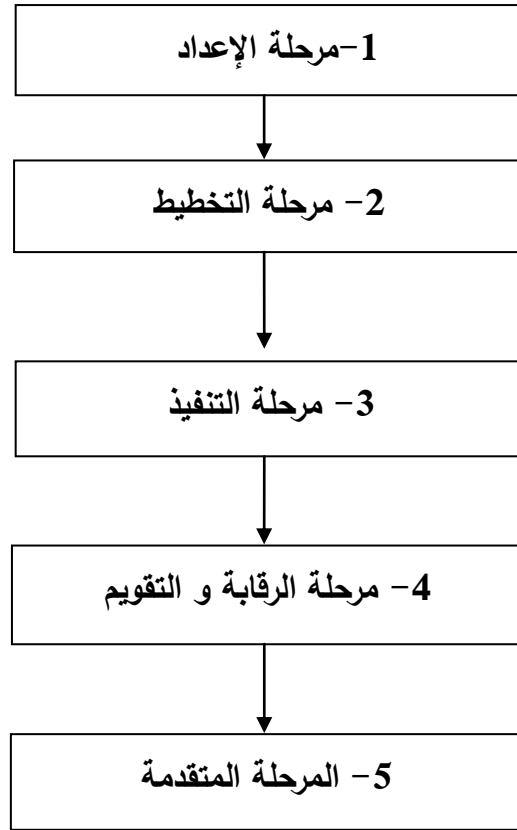 1-مرحلة الإعداد
2- مرحلة التخطيط
3- مرحلة التنفيذ
4- مرحلة الرقابة و التقويم
5- المرحلة المتقدمة